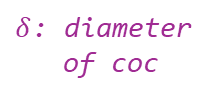 δ: diameter
of coc